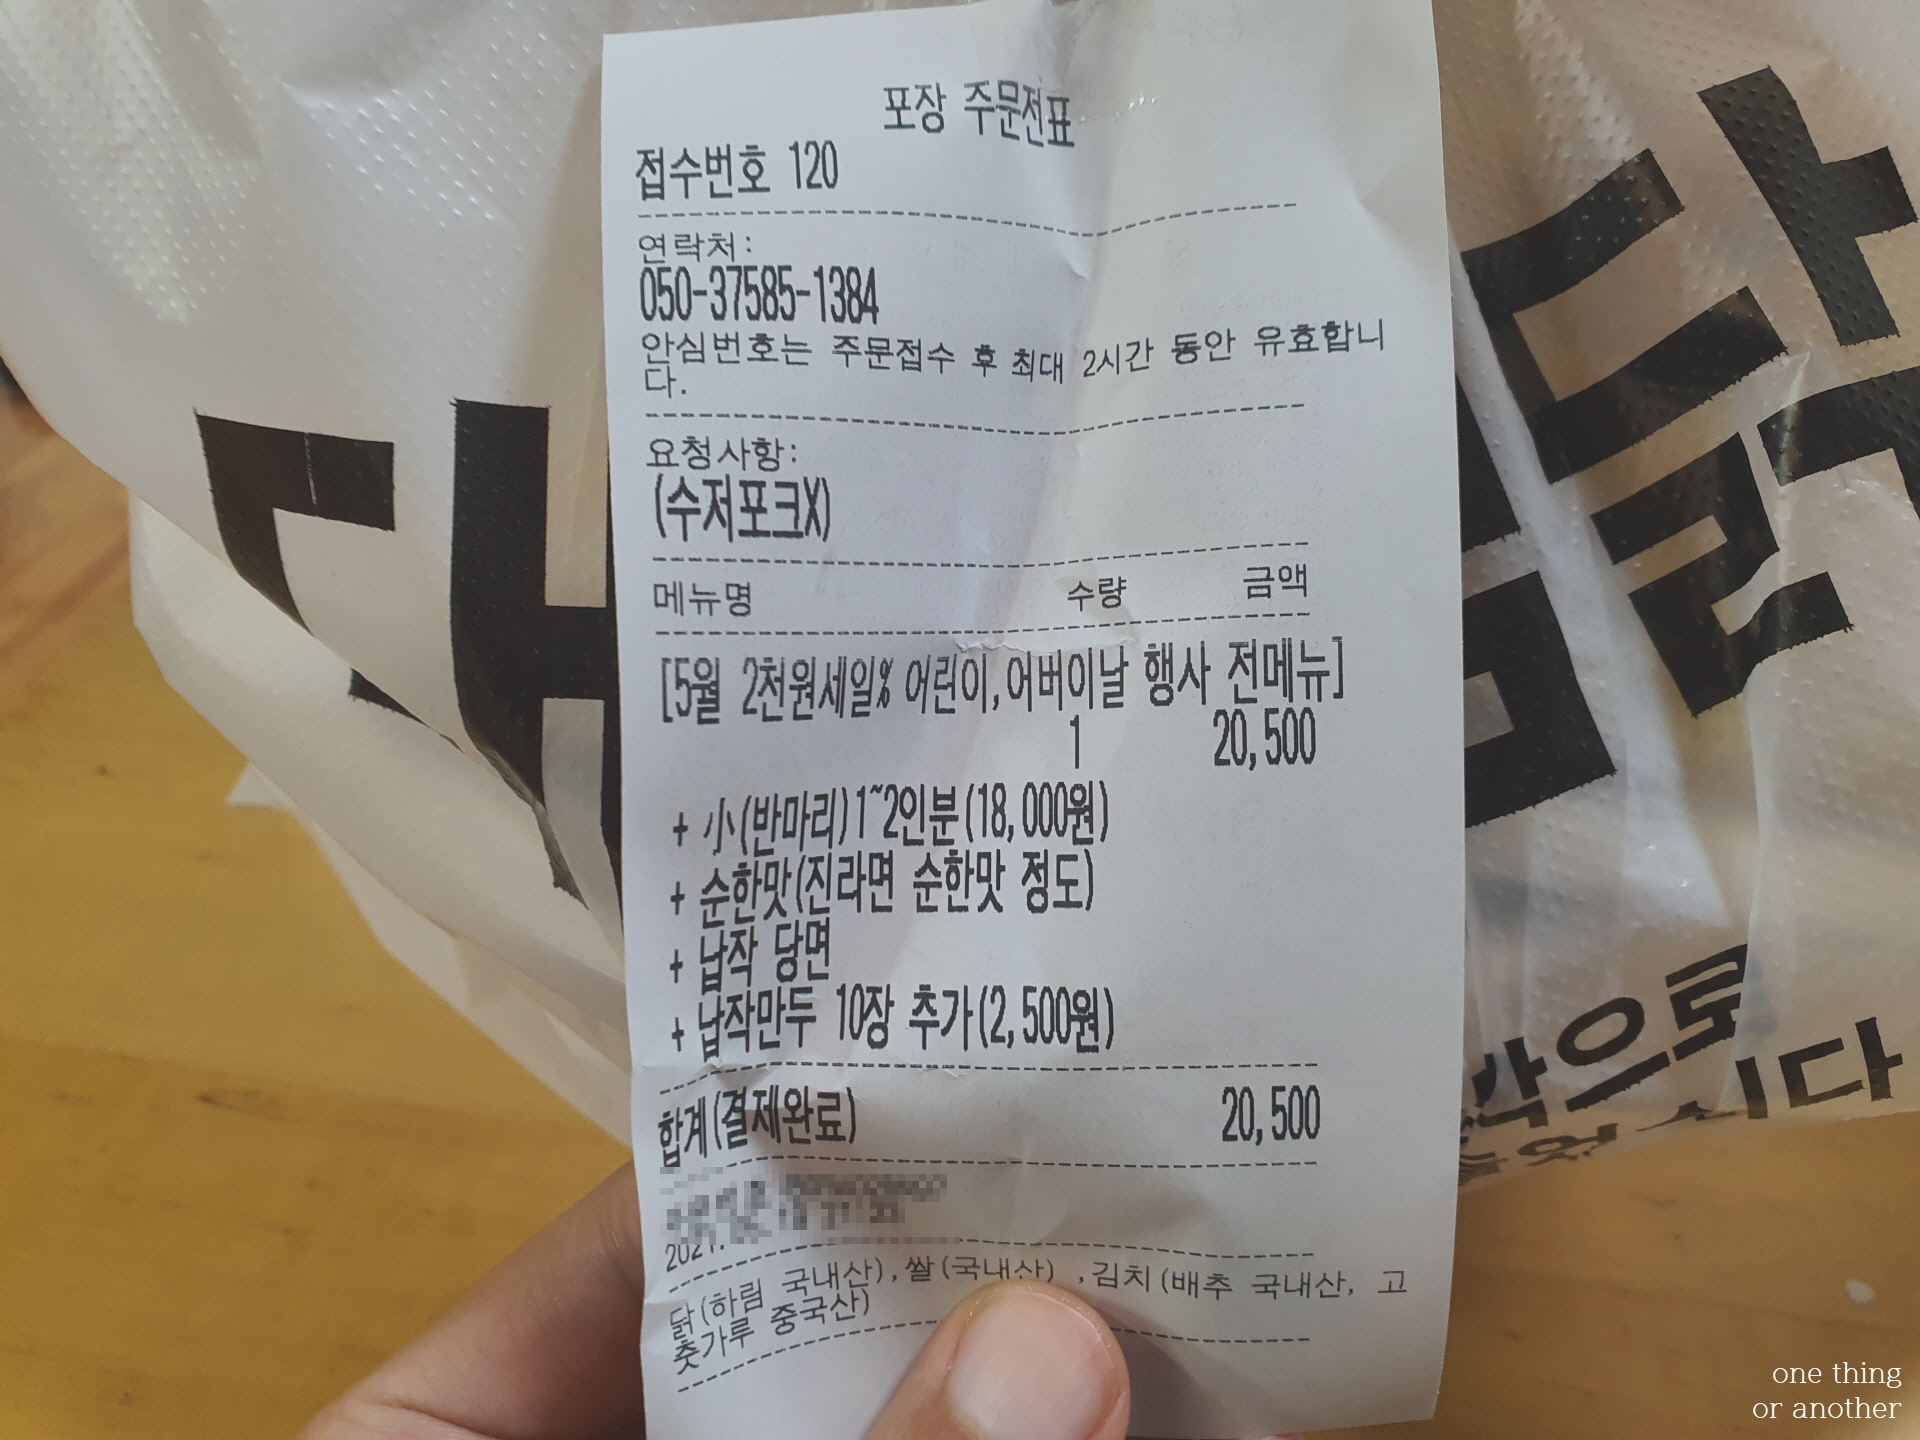 포장 주문전표
접수번호 120
연락처:
050-37585-1384
안심번호는 주문접수 후 최대 2시간 동안 유효합니
다.
요청사항:
(수저포크X)
메뉴명 수량 금액
[5월 2천원세일% 어린이,어버이날 행사 전메뉴]
1 20,500
+ 小(반마리)1~2인분(18,000원)
+ 순한맛(진라면 순한맛 정도)
+ 납작 당면
+ 납작만두 10장 추가(2,500원)
합계(결제완료) 20,500
2021.
닭(하림 국내산),쌀(국내산) ,김치(배추 국내산, 고
춧가루 중국산)
one thing
or another